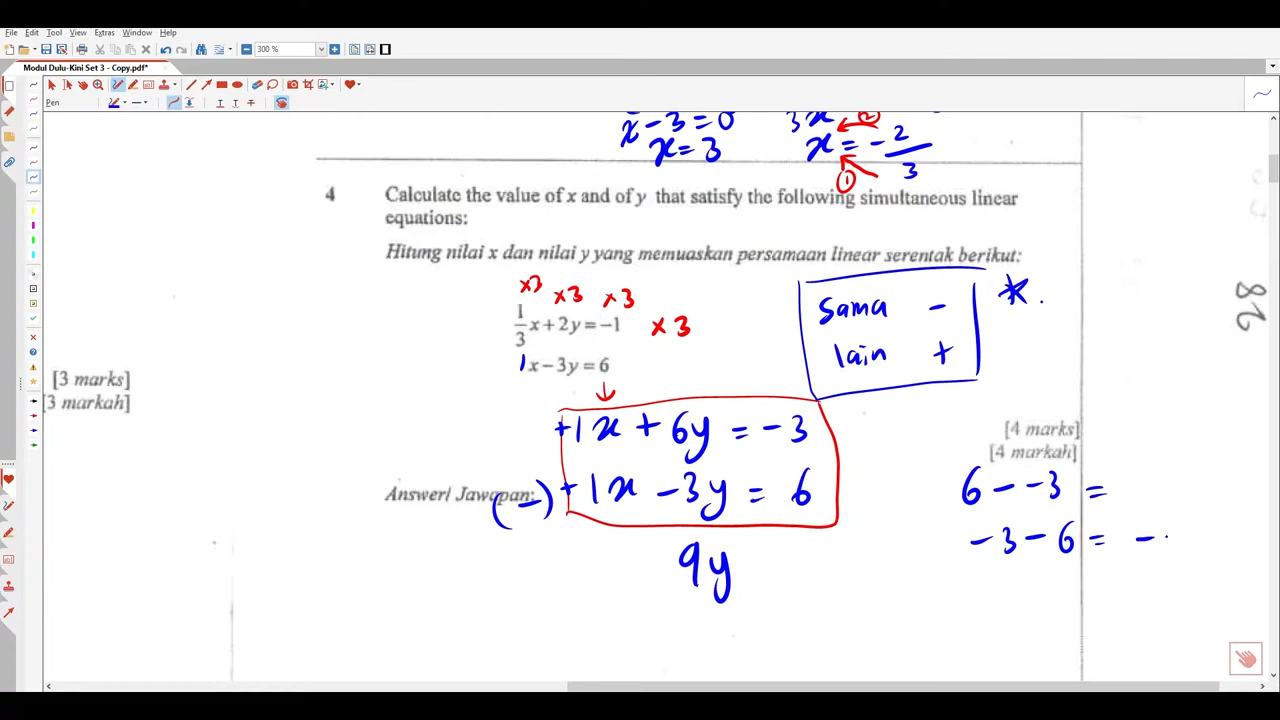 File Edit View Tool Document Extras Window Help
300 %
Modul Dulu-Kini Set 3 - Copy.pdf*
Pen
x - 3 = 0
x = 3
3x
②
x = - 2/3
①
4 Calculate the value of x and of y that satisfy the following simultaneous linear
equations:
Hitung nilai x dan nilai y yang memuaskan persamaan linear serentak berikut:
×3 ×3 ×3
1/3 x + 2y = -1 ×3
1x - 3y = 6
sama -
lain +
[3 marks]
[3 markah]
+1x + 6y = -3
[4 marks]
[4 markah]
Answer/ Jawapan:
(-) +1x - 3y = 6
9y
6 - -3 =
-3 - 6 = -